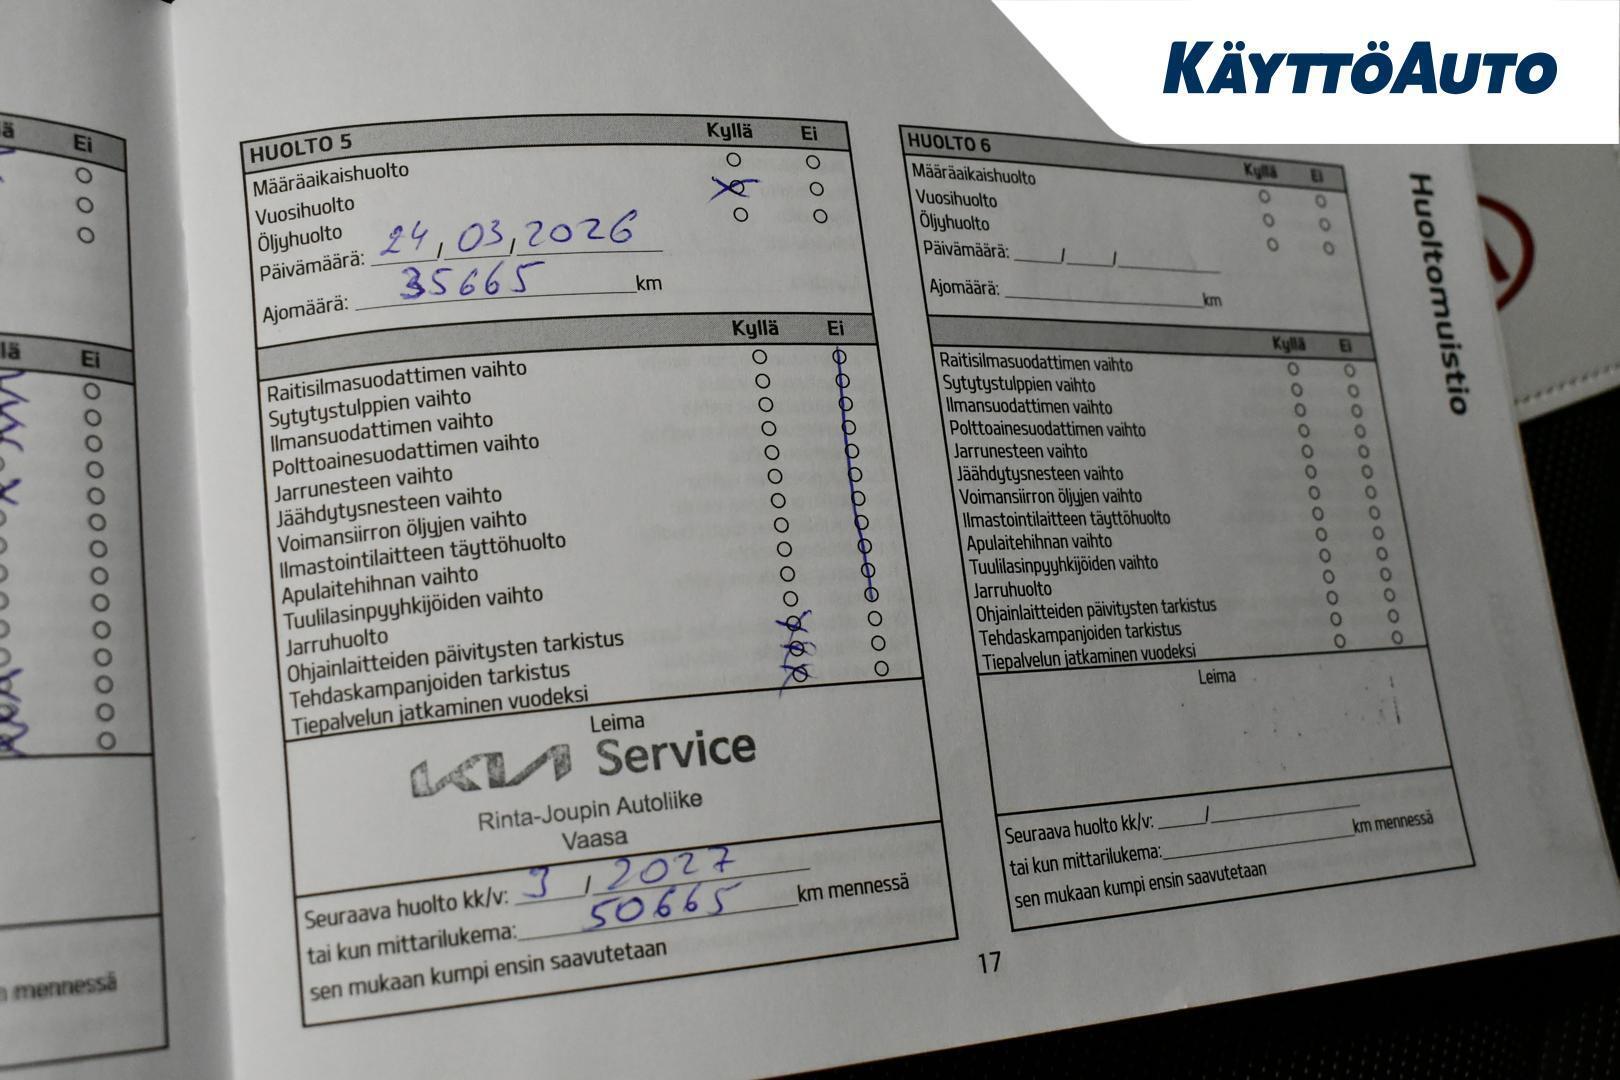 KÄYTTÖAUTO
ä Ei
lä Ei
mennessä
HUOLTO 5 Kyllä Ei
Määräaikaishuolto
Vuosihuolto
Öljyhuolto
Päivämäärä: 24 / 03 / 2026
Ajomäärä: 35665 km
Kyllä Ei
Raitisilmasuodattimen vaihto
Sytytystulppien vaihto
Ilmansuodattimen vaihto
Polttoainesuodattimen vaihto
Jarrunesteen vaihto
Jäähdytysnesteen vaihto
Voimansiirron öljyjen vaihto
Ilmastointilaitteen täyttöhuolto
Apulaitehihnan vaihto
Tuulilasinpyyhkijöiden vaihto
Jarruhuolto
Ohjainlaitteiden päivitysten tarkistus
Tehdaskampanjoiden tarkistus
Tiepalvelun jatkaminen vuodeksi
Leima
KIA Service
Rinta-Joupin Autoliike
Vaasa
Seuraava huolto kk/v: 3 / 2027
tai kun mittarilukema: 50665 km mennessä
sen mukaan kumpi ensin saavutetaan
HUOLTO 6 Kyllä Ei
Määräaikaishuolto
Vuosihuolto
Öljyhuolto
Päivämäärä: / /
Ajomäärä: km
Kyllä Ei
Raitisilmasuodattimen vaihto
Sytytystulppien vaihto
Ilmansuodattimen vaihto
Polttoainesuodattimen vaihto
Jarrunesteen vaihto
Jäähdytysnesteen vaihto
Voimansiirron öljyjen vaihto
Ilmastointilaitteen täyttöhuolto
Apulaitehihnan vaihto
Tuulilasinpyyhkijöiden vaihto
Jarruhuolto
Ohjainlaitteiden päivitysten tarkistus
Tehdaskampanjoiden tarkistus
Tiepalvelun jatkaminen vuodeksi
Leima
Seuraava huolto kk/v: /
tai kun mittarilukema: km mennessä
sen mukaan kumpi ensin saavutetaan
Huoltomuistio
17